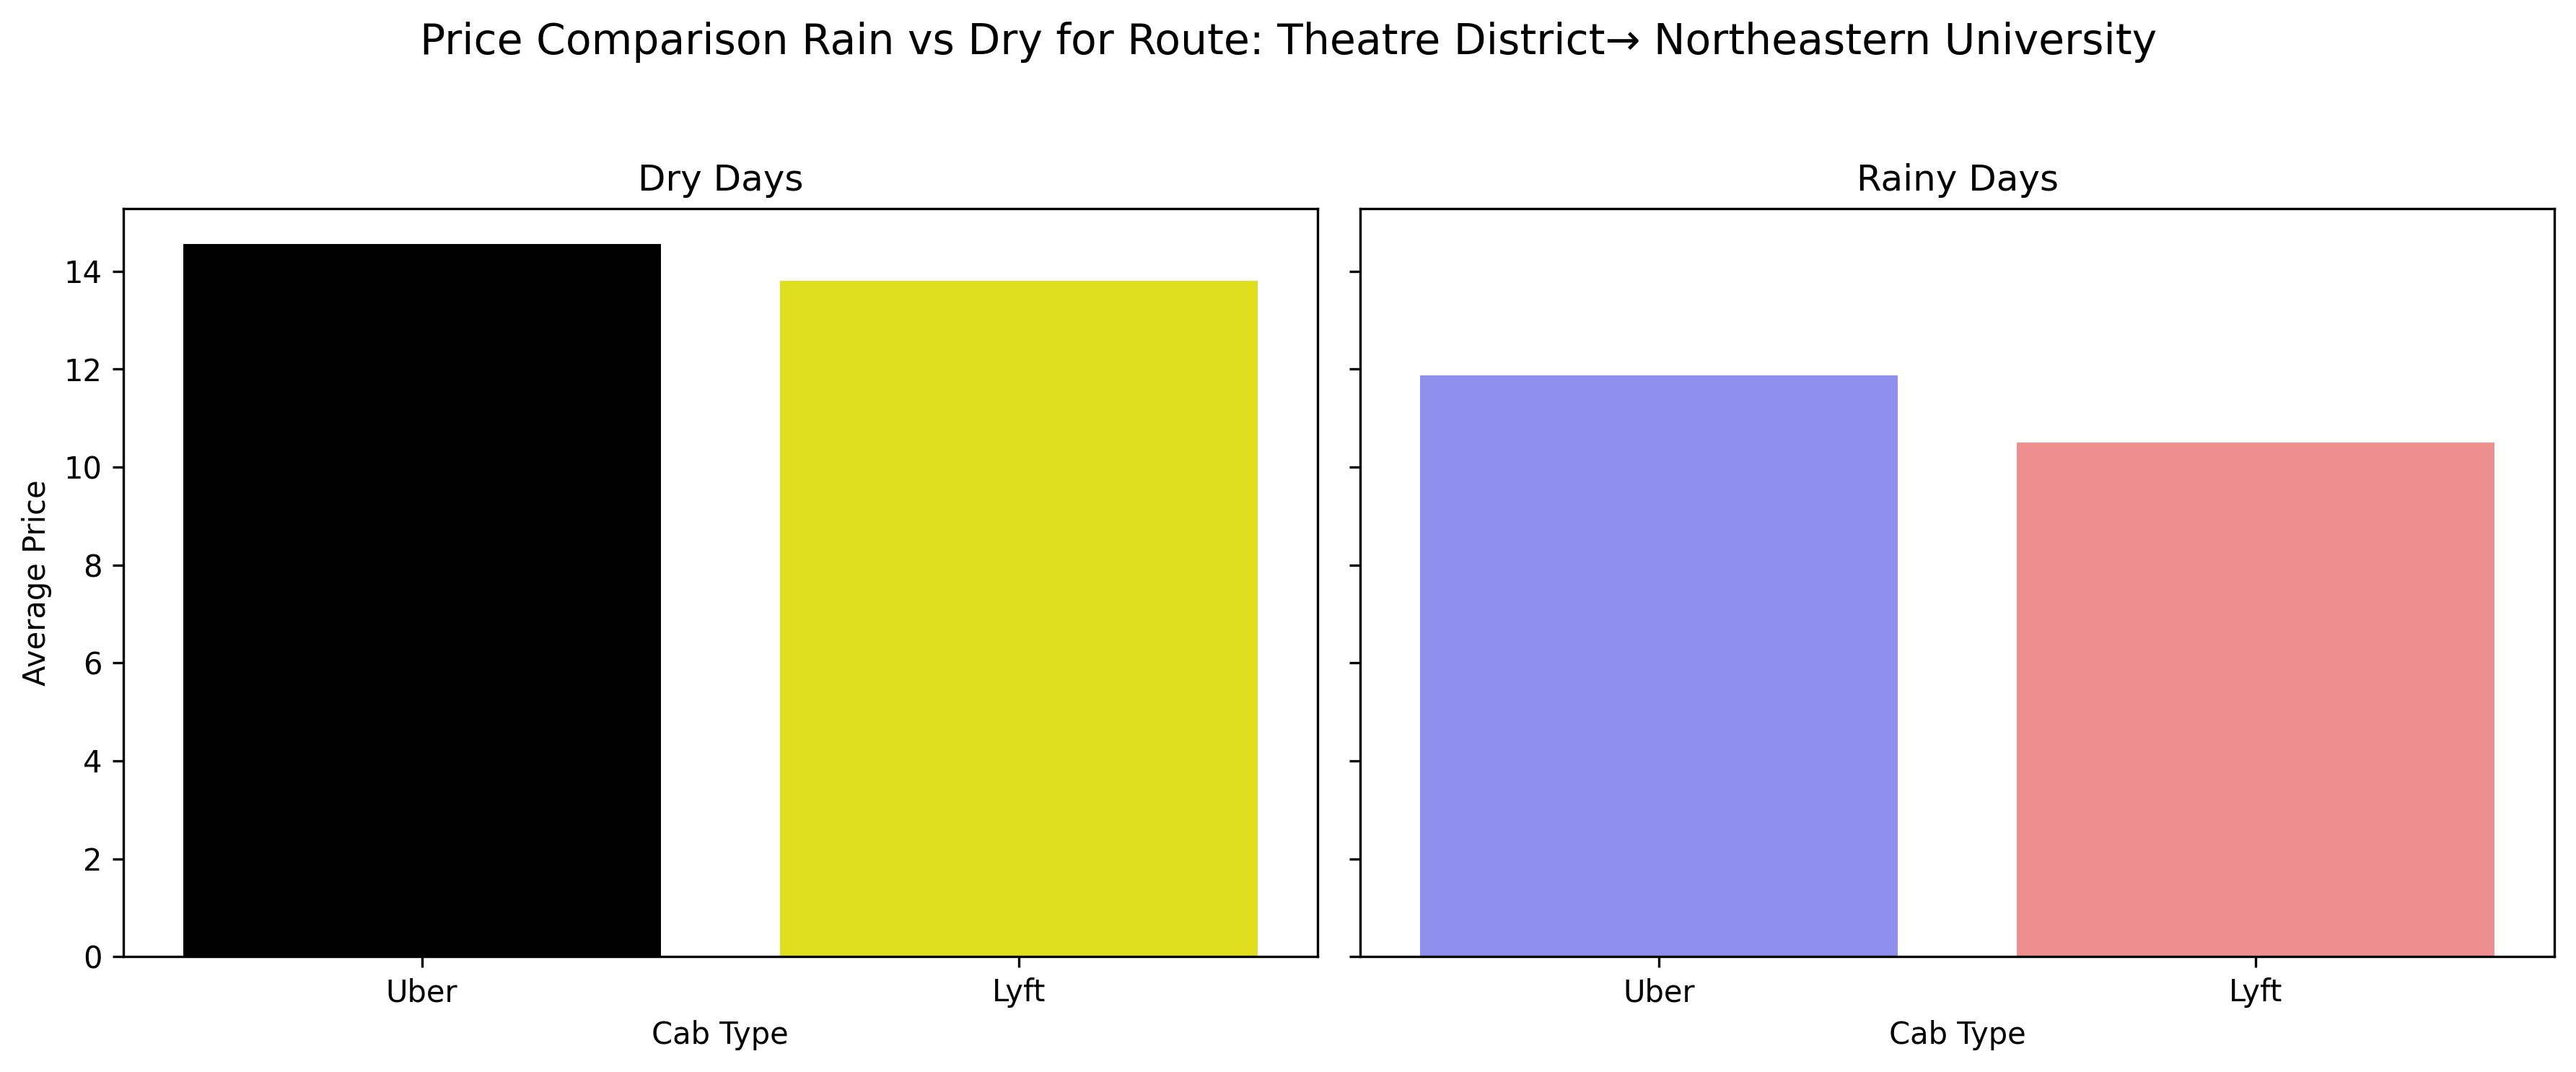 Price Comparison Rain vs Dry for Route: Theatre District→ Northeastern University
Dry Days
Average Price
14
12
10
8
6
4
2
0
Uber
Lyft
Cab Type
Rainy Days
Uber
Lyft
Cab Type